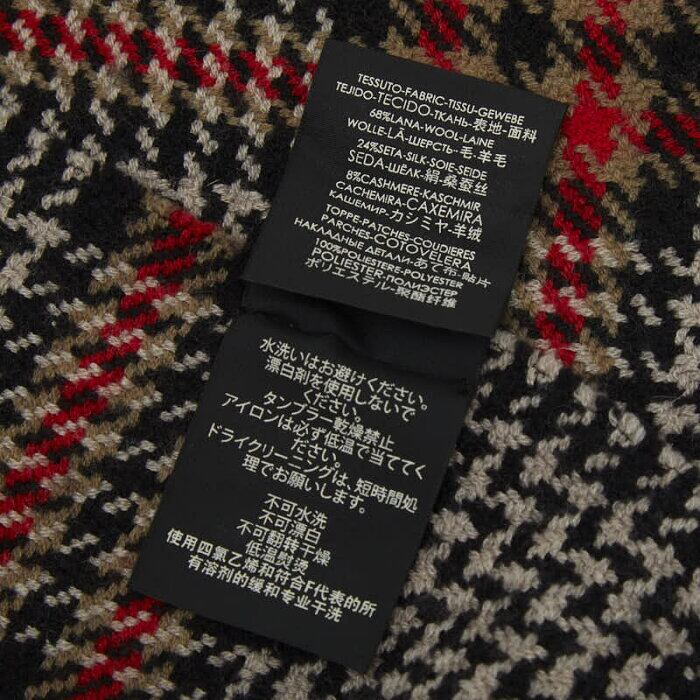 TESSUTO-FABRIC-TISSU-GEWEBE
TEJIDO-TECIDO-ТКАНЬ-表地-面料
68%LANA-WOOL-LAINE
WOLLE-LÃ-ШЕРСТЬ-毛-羊毛
24%SETA-SILK-SOIE-SEIDE
SEDA-ШЁЛК-絹-桑蚕丝
8%CASHMERE-KASCHMIR
CACHEMIRA-CAXEMIRA
КАШЕМИР-カシミヤ-羊绒
TOPPE-PATCHES-COUDIERES
PARCHES-COTOVELERA
НАКЛАДНЫЕ ДЕТАЛИ-あて布-贴片
100%POLIESTERE-POLYESTER
POLIESTER-ПОЛИЭСТЕР
ポリエステル-聚酯纤维
水洗いはお避けください。
漂白剤を使用しないで
ください。
タンブラー乾燥禁止
アイロンは必ず低温で当ててく
ださい。
ドライクリーニングは、短時間処
理でお願いします。
不可水洗
不可漂白
不可翻转干燥
低温熨烫
使用四氯乙烯和符合F代表的所
有溶剂的缓和专业干洗